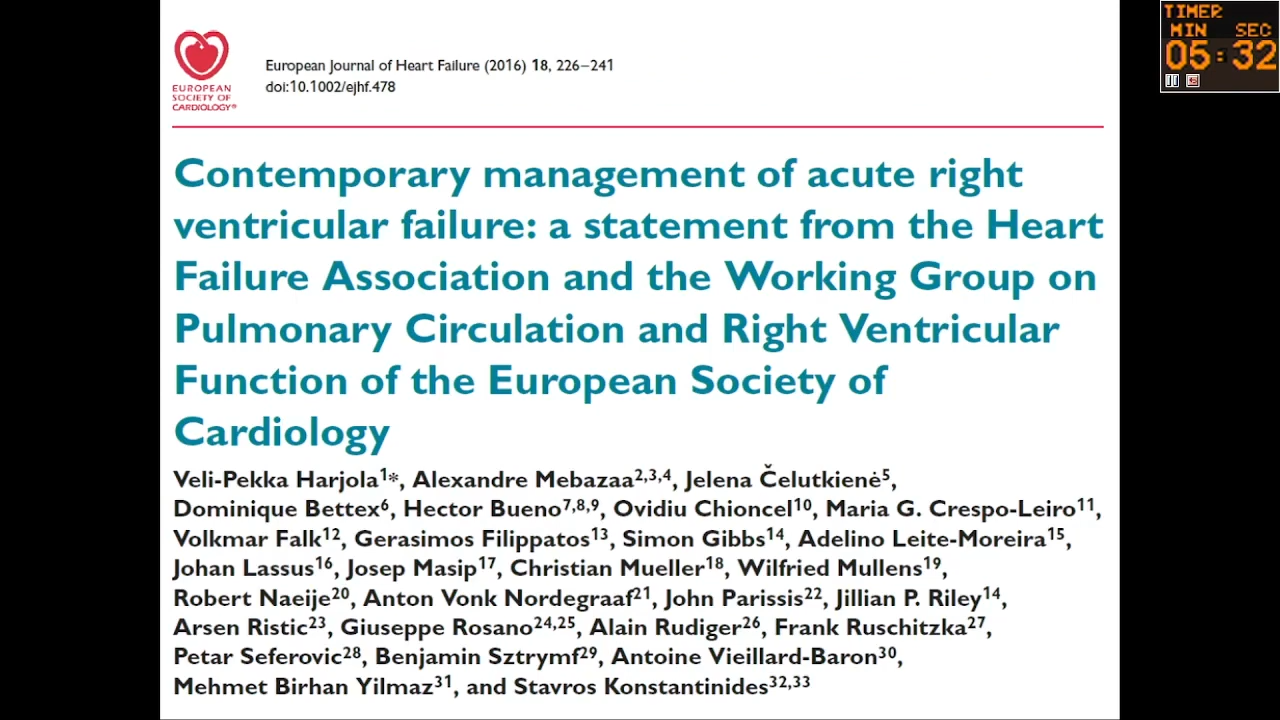 EUROPEAN
SOCIETY OF
CARDIOLOGY®
European Journal of Heart Failure (2016) 18, 226–241
doi:10.1002/ejhf.478
Contemporary management of acute right
ventricular failure: a statement from the Heart
Failure Association and the Working Group on
Pulmonary Circulation and Right Ventricular
Function of the European Society of
Cardiology
Veli-Pekka Harjola1*, Alexandre Mebazaa2,3,4, Jelena Čelutkienė5,
Dominique Bettex6, Hector Bueno7,8,9, Ovidiu Chioncel10, Maria G. Crespo-Leiro11,
Volkmar Falk12, Gerasimos Filippatos13, Simon Gibbs14, Adelino Leite-Moreira15,
Johan Lassus16, Josep Masip17, Christian Mueller18, Wilfried Mullens19,
Robert Naeije20, Anton Vonk Nordegraaf21, John Parissis22, Jillian P. Riley14,
Arsen Ristic23, Giuseppe Rosano24,25, Alain Rudiger26, Frank Ruschitzka27,
Petar Seferovic28, Benjamin Sztrymf29, Antoine Vieillard-Baron30,
Mehmet Birhan Yilmaz31, and Stavros Konstantinides32,33
TIMER
MIN SEC
05:32